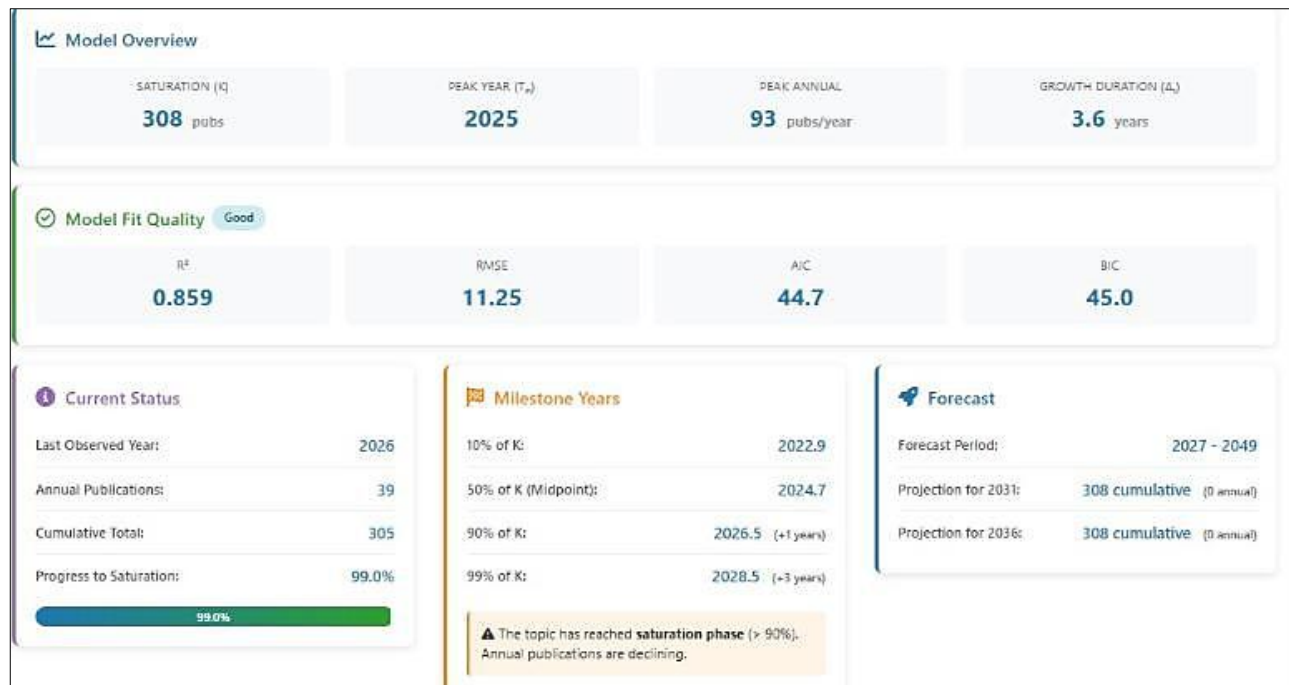 Model Overview
SATURATION (K)
308 pubs
PEAK YEAR (Tₘ)
2025
PEAK ANNUAL
93 pubs/year
GROWTH DURATION (Δₜ)
3.6 years
Model Fit Quality Good
R²
0.859
RMSE
11.25
AIC
44.7
BIC
45.0
Current Status
Last Observed Year: 2026
Annual Publications: 39
Cumulative Total: 305
Progress to Saturation: 99.0%
99.0%
Milestone Years
10% of K: 2022.9
50% of K (Midpoint): 2024.7
90% of K: 2026.5 (+1 years)
99% of K: 2028.5 (+3 years)
The topic has reached saturation phase (> 90%).
Annual publications are declining.
Forecast
Forecast Period: 2027 - 2049
Projection for 2031: 308 cumulative (0 annual)
Projection for 2036: 308 cumulative (0 annual)